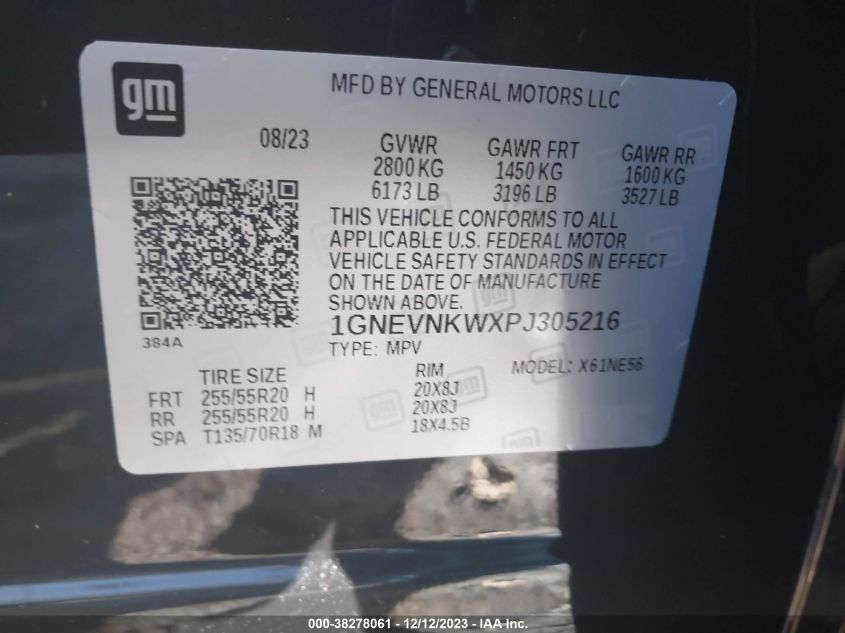 gm
MFD BY GENERAL MOTORS LLC
08/23 GVWR GAWR FRT GAWR RR
2800 KG 1450 KG 1600 KG
6173 LB 3196 LB 3527 LB
THIS VEHICLE CONFORMS TO ALL
APPLICABLE U.S. FEDERAL MOTOR
VEHICLE SAFETY STANDARDS IN EFFECT
ON THE DATE OF MANUFACTURE
SHOWN ABOVE.
384A
1GNEVNKWXPJ305216
TYPE: MPV
MODEL: X61NE56
TIRE SIZE RIM
FRT 255/55R20 H 20X8J
RR 255/55R20 H 20X8J
SPA T135/70R18 M 18X4.5B
000-38278061 - 12/12/2023 - IAA Inc.